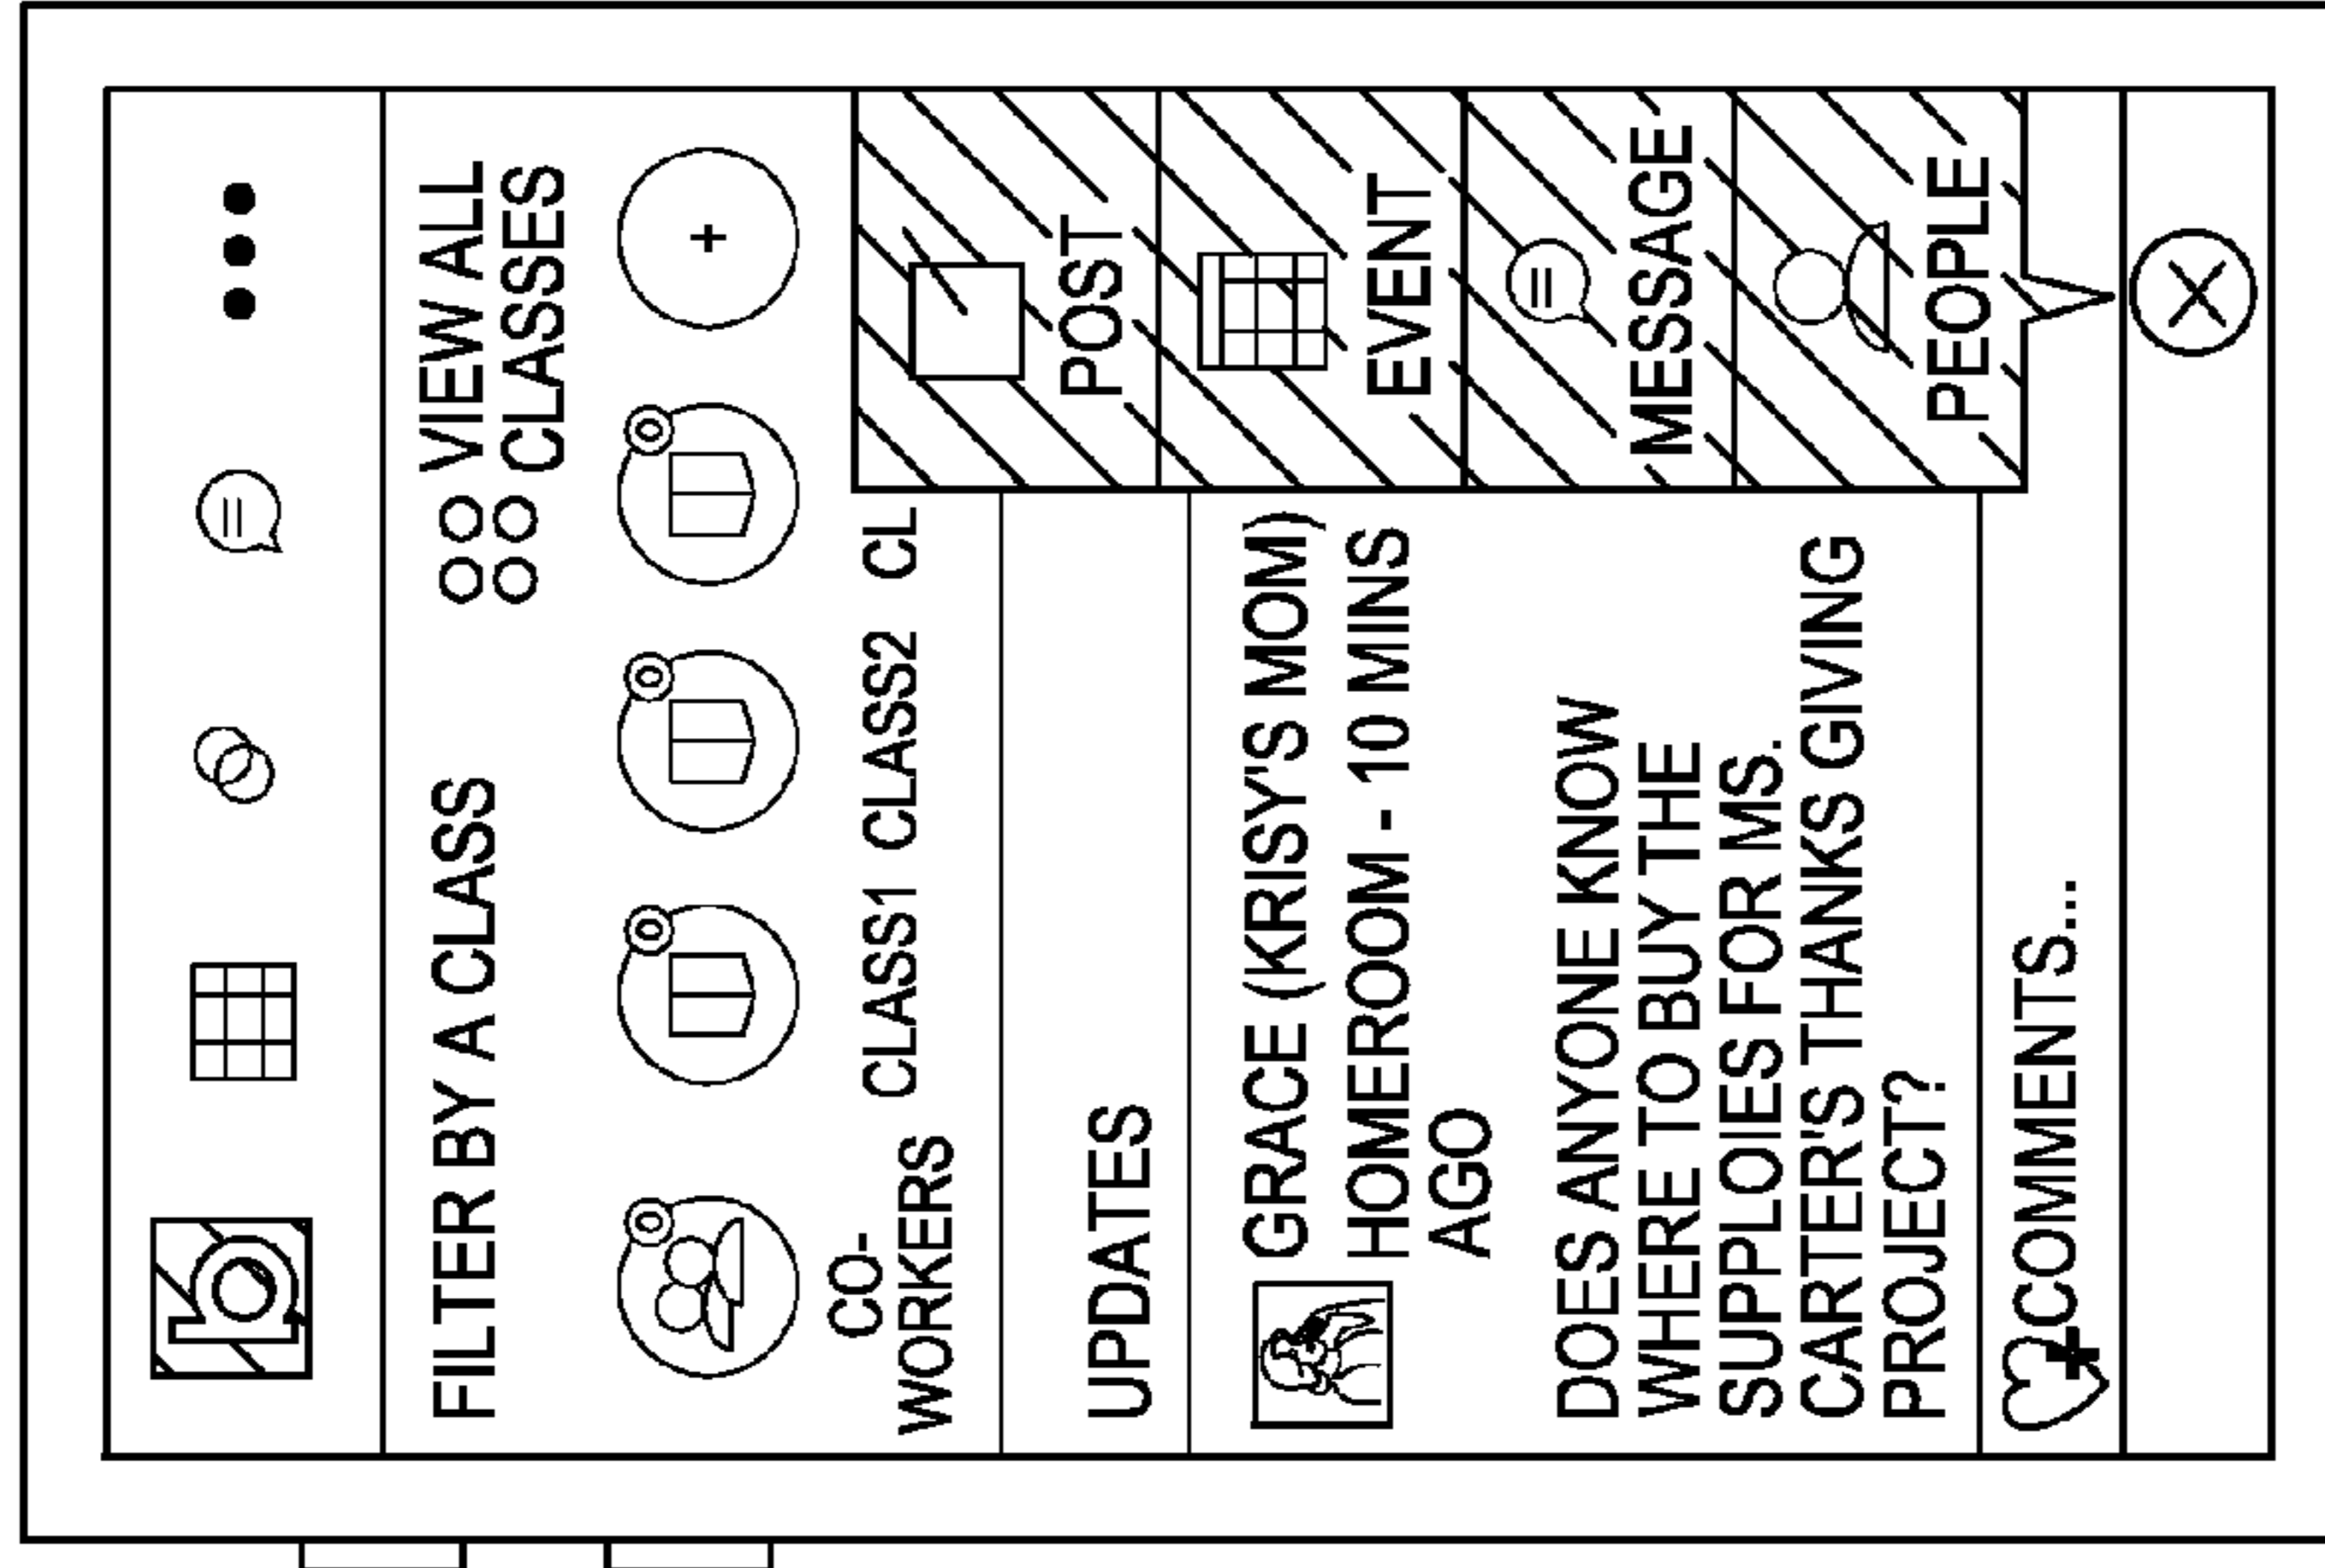 FILTER BY A CLASS
VIEW ALL
CLASSES
CO-
WORKERS
CLASS1 CLASS2 CL
POST
EVENT
MESSAGE
PEOPLE
UPDATES
GRACE (KRISY'S MOM)
HOMEROOM - 10 MINS
AGO
DOES ANYONE KNOW
WHERE TO BUY THE
SUPPLOIES FOR MS.
CARTER'S THANKS GIVING
PROJECT?
COMMENTS...